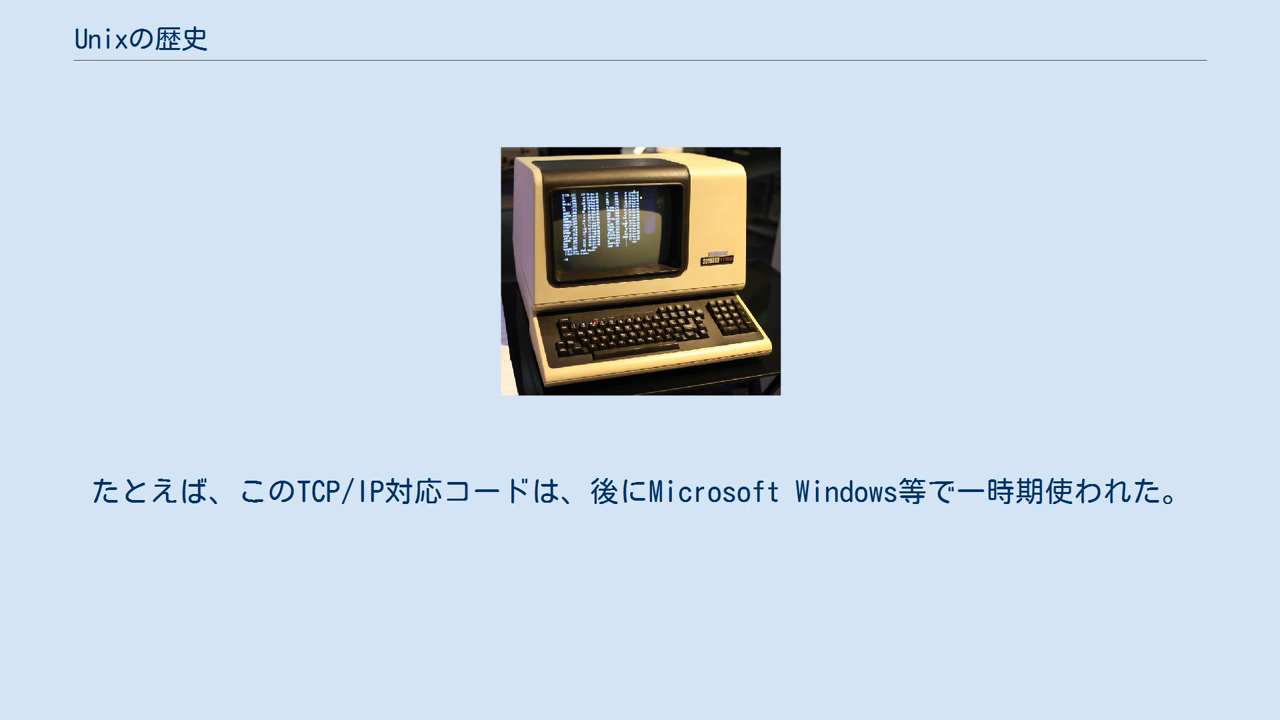 Unixの歴史
たとえば、このTCP/IP対応コードは、後にMicrosoft Windows等で一時期使われた。